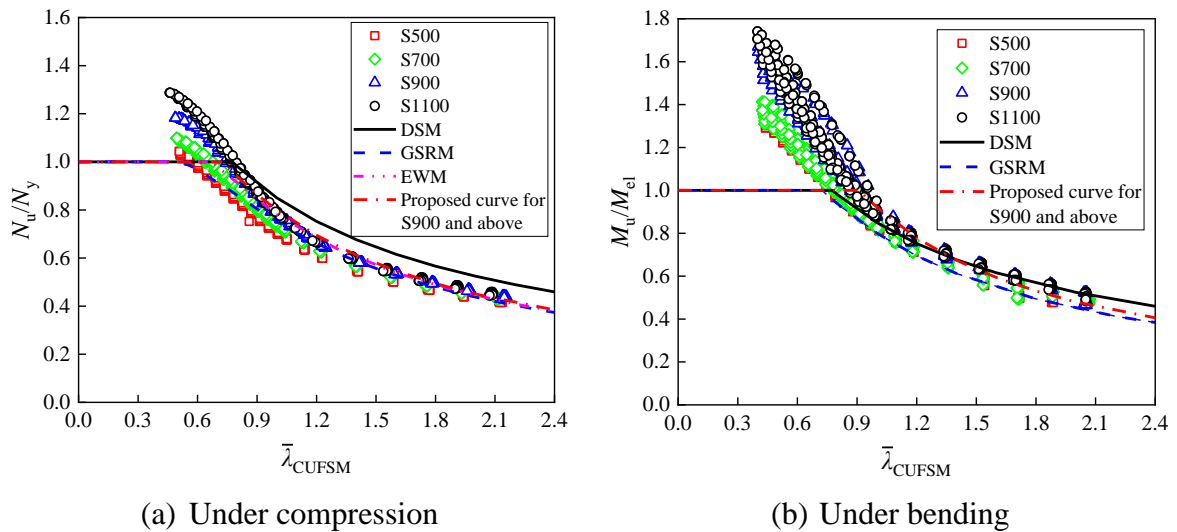 1.6
1.4
1.2
1.0
0.8
0.6
0.4
0.2
0.0
N_u/N_y
0.0 0.3 0.6 0.9 1.2 1.5 1.8 2.1 2.4
λ̅_CUFSM
S500
S700
S900
S1100
DSM
GSRM
EWM
Proposed curve for
S900 and above
(a) Under compression
1.8
1.6
1.4
1.2
1.0
0.8
0.6
0.4
0.2
0.0
M_u/M_el
0.0 0.3 0.6 0.9 1.2 1.5 1.8 2.1 2.4
λ̅_CUFSM
S500
S700
S900
S1100
DSM
GSRM
Proposed curve for
S900 and above
(b) Under bending